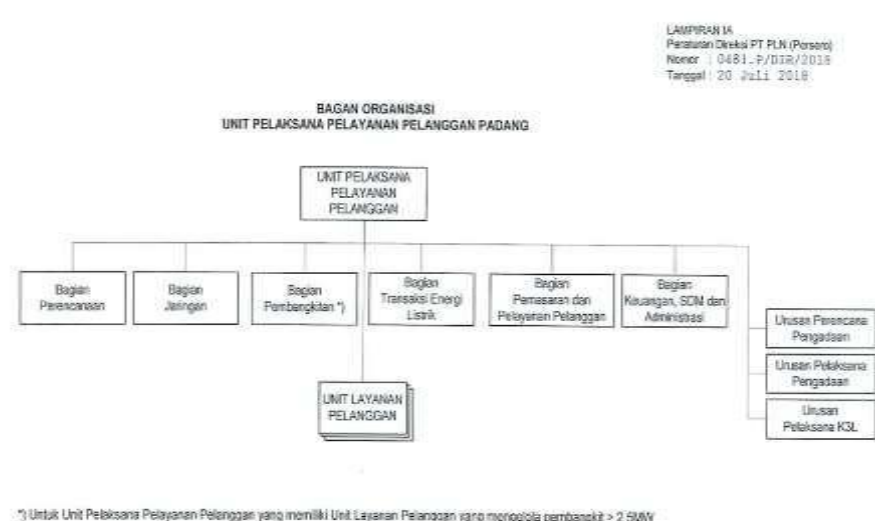 LAMPIRAN IA
Peraturan Direksi PT PLN (Persero)
Nomor : 0481.P/DIR/2018
Tanggal : 20 Juli 2018
BAGAN ORGANISASI
UNIT PELAKSANA PELAYANAN PELANGGAN PADANG
UNIT PELAKSANA
PELAYANAN
PELANGGAN
Bagian
Perencanaan
Bagian
Jaringan
Bagian
Pembangkitan *)
Bagian
Transaksi Energi
Listrik
Bagian
Pemasaran dan
Pelayanan Pelanggan
Bagian
Keuangan, SDM dan
Administrasi
Urusan Perencana
Pengadaan
Urusan Pelaksana
Pengadaan
Urusan
Pelaksana K3L
UNIT LAYANAN
PELANGGAN
*) Untuk Unit Pelaksana Pelayanan Pelanggan yang memiliki Unit Layanan Pelanggan yang mengelola pembangkit > 2.5MW